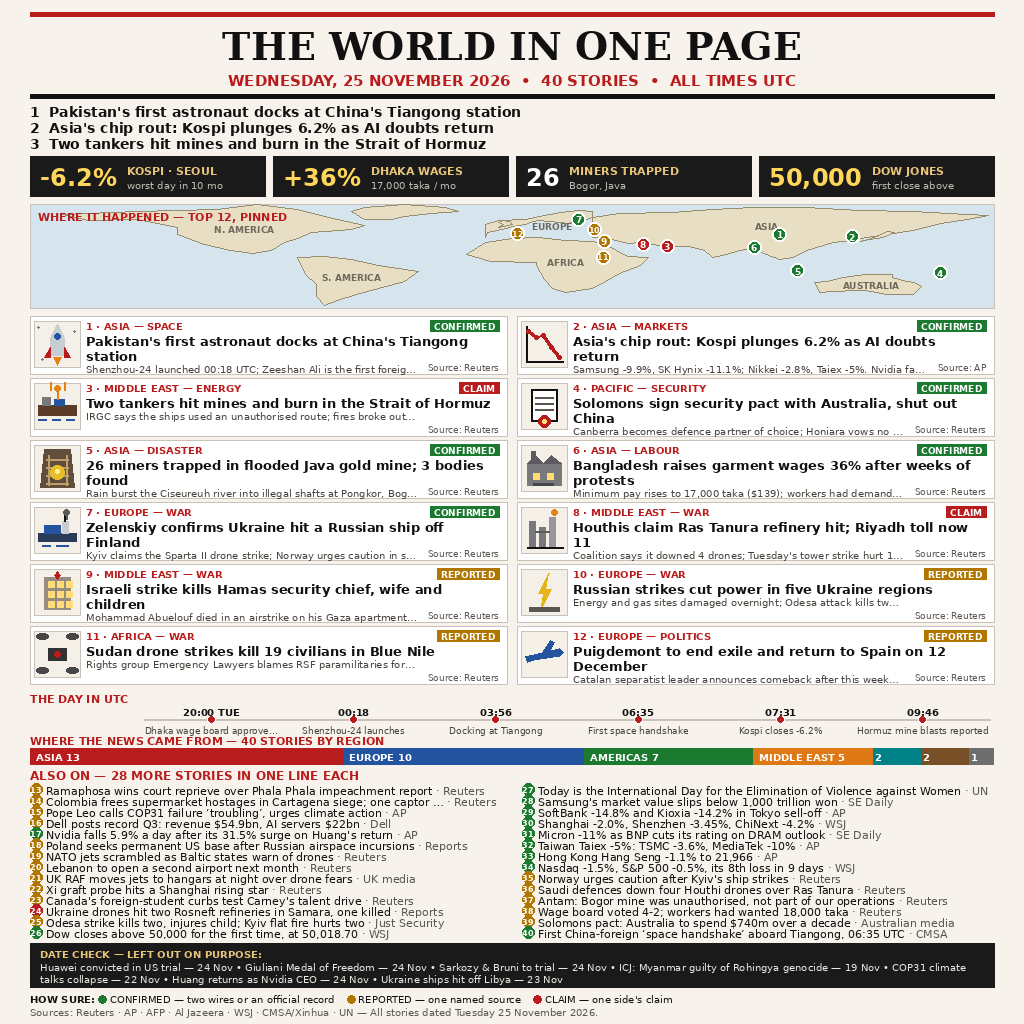 THE WORLD IN ONE PAGE
WEDNESDAY, 25 NOVEMBER 2026 • 40 STORIES • ALL TIMES UTC
1 Pakistan's first astronaut docks at China's Tiangong station
2 Asia's chip rout: Kospi plunges 6.2% as AI doubts return
3 Two tankers hit mines and burn in the Strait of Hormuz
-6.2% KOSPI · SEOUL
worst day in 10 mo
+36% DHAKA WAGES
17,000 taka / mo
26 MINERS TRAPPED
Bogor, Java
50,000 DOW JONES
first close above
WHERE IT HAPPENED — TOP 12, PINNED
N. AMERICA
S. AMERICA
EUROPE
AFRICA
ASIA
AUSTRALIA
7
12
10
9
11
8
3
6
1
2
5
4
1 · ASIA — SPACE
CONFIRMED
Pakistan's first astronaut docks at China's Tiangong
station
Shenzhou-24 launched 00:18 UTC; Zeeshan Ali is the first foreig... Source: Reuters
2 · ASIA — MARKETS
CONFIRMED
Asia's chip rout: Kospi plunges 6.2% as AI doubts
return
Samsung -9.9%, SK Hynix -11.1%; Nikkei -2.8%, Taiex -5%. Nvidia fa... Source: AP
3 · MIDDLE EAST — ENERGY
CLAIM
Two tankers hit mines and burn in the Strait of Hormuz
IRGC says the ships used an unauthorised route; fires broke out...
Source: Reuters
4 · PACIFIC — SECURITY
CONFIRMED
Solomons sign security pact with Australia, shut out
China
Canberra becomes defence partner of choice; Honiara vows no ... Source: Reuters
5 · ASIA — DISASTER
CONFIRMED
26 miners trapped in flooded Java gold mine; 3 bodies
found
Rain burst the Ciseureuh river into illegal shafts at Pongkor, Bog... Source: Reuters
6 · ASIA — LABOUR
CONFIRMED
Bangladesh raises garment wages 36% after weeks of
protests
Minimum pay rises to 17,000 taka ($139); workers had demand... Source: Reuters
7 · EUROPE — WAR
CONFIRMED
Zelenskiy confirms Ukraine hit a Russian ship off
Finland
Kyiv claims the Sparta II drone strike; Norway urges caution in s... Source: Reuters
8 · MIDDLE EAST — WAR
CLAIM
Houthis claim Ras Tanura refinery hit; Riyadh toll now
11
Coalition says it downed 4 drones; Tuesday's tower strike hurt 1... Source: Reuters
9 · MIDDLE EAST — WAR
REPORTED
Israeli strike kills Hamas security chief, wife and
children
Mohammad Abuelouf died in an airstrike on his Gaza apartment... Source: Reuters
10 · EUROPE — WAR
REPORTED
Russian strikes cut power in five Ukraine regions
Energy and gas sites damaged overnight; Odesa attack kills tw...
Source: Reuters
11 · AFRICA — WAR
REPORTED
Sudan drone strikes kill 19 civilians in Blue Nile
Rights group Emergency Lawyers blames RSF paramilitaries for...
Source: Reuters
12 · EUROPE — POLITICS
REPORTED
Puigdemont to end exile and return to Spain on 12
December
Catalan separatist leader announces comeback after this week... Source: Reuters
THE DAY IN UTC
20:00 TUE 00:18 03:56 06:35 07:31 09:46
Dhaka wage board approve... Shenzhou-24 launches Docking at Tiangong First space handshake Kospi closes -6.2% Hormuz mine blasts reported
WHERE THE NEWS CAME FROM — 40 STORIES BY REGION
ASIA 13 EUROPE 10 AMERICAS 7 MIDDLE EAST 5 2 2 1
ALSO ON — 28 MORE STORIES IN ONE LINE EACH
13 Ramaphosa wins court reprieve over Phala Phala impeachment report · Reuters
14 Colombia frees supermarket hostages in Cartagena siege; one captor ... · Reuters
15 Pope Leo calls COP31 failure ‘troubling’, urges climate action · AP
16 Dell posts record Q3: revenue $54.9bn, AI servers $22bn · Dell
17 Nvidia falls 5.9% a day after its 31.5% surge on Huang's return · AP
18 Poland seeks permanent US base after Russian airspace incursions · Reports
19 NATO jets scrambled as Baltic states warn of drones · Reuters
20 Lebanon to open a second airport next month · Reuters
21 UK RAF moves jets to hangars at night over drone fears · UK media
22 Xi graft probe hits a Shanghai rising star · Reuters
23 Canada's foreign-student curbs test Carney's talent drive · Reuters
24 Ukraine drones hit two Rosneft refineries in Samara, one killed · Reports
25 Odesa strike kills two, injures child; Kyiv flat fire hurts two · Just Security
26 Dow closes above 50,000 for the first time, at 50,018.70 · WSJ
27 Today is the International Day for the Elimination of Violence against Women · UN
28 Samsung's market value slips below 1,000 trillion won · SE Daily
29 SoftBank -14.8% and Kioxia -14.2% in Tokyo sell-off · AP
30 Shanghai -2.0%, Shenzhen -3.45%, ChiNext -4.2% · WSJ
31 Micron -11% as BNP cuts its rating on DRAM outlook · SE Daily
32 Taiwan Taiex -5%: TSMC -3.6%, MediaTek -10% · AP
33 Hong Kong Hang Seng -1.1% to 21,966 · AP
34 Nasdaq -1.5%, S&P 500 -0.5%, its 8th loss in 9 days · WSJ
35 Norway urges caution after Kyiv's ship strikes · Reuters
36 Saudi defences down four Houthi drones over Ras Tanura · Reuters
37 Antam: Bogor mine was unauthorised, not part of our operations · Reuters
38 Wage board voted 4-2; workers had wanted 18,000 taka · Reuters
39 Solomons pact: Australia to spend $740m over a decade · Australian media
40 First China-foreign ‘space handshake’ aboard Tiangong, 06:35 UTC · CMSA
DATE CHECK — LEFT OUT ON PURPOSE:
Huawei convicted in US trial — 24 Nov • Giuliani Medal of Freedom — 24 Nov • Sarkozy & Bruni to trial — 24 Nov • ICJ: Myanmar guilty of Rohingya genocide — 19 Nov • COP31 climate
talks collapse — 22 Nov • Huang returns as Nvidia CEO — 24 Nov • Ukraine ships hit off Libya — 23 Nov
HOW SURE: CONFIRMED — two wires or an official record REPORTED — one named source CLAIM — one side's claim
Sources: Reuters · AP · AFP · Al Jazeera · WSJ · CMSA/Xinhua · UN — All stories dated Tuesday 25 November 2026.